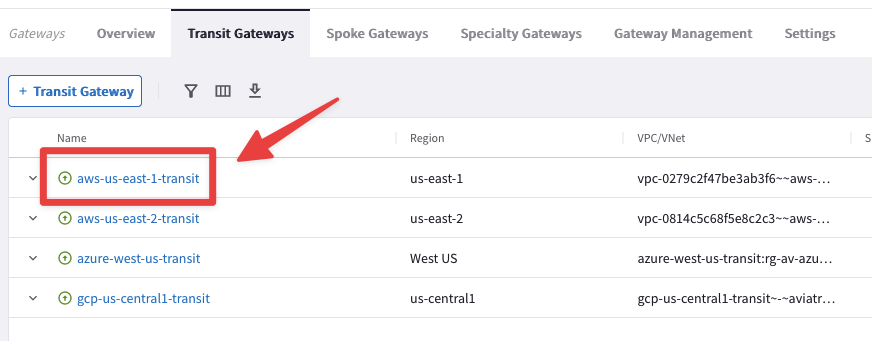 Gateways Overview Transit Gateways Spoke Gateways Specialty Gateways Gateway Management Settings
+ Transit Gateway
Name Region VPC/VNet S
aws-us-east-1-transit us-east-1 vpc-0279c2f47be3ab3f6~~aws-...
aws-us-east-2-transit us-east-2 vpc-0814c5c68f5e8c2c3~~aws-...
azure-west-us-transit West US azure-west-us-transit:rg-av-azu...
gcp-us-central1-transit us-central1 gcp-us-central1-transit~-~aviatr...